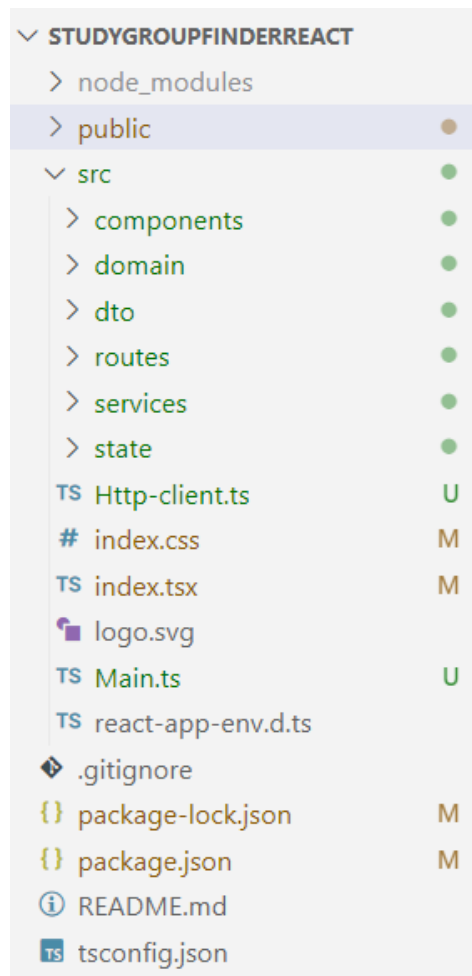 STUDYGROUPFINDERREACT
node_modules
public
src
components
domain
dto
routes
services
state
TS Http-client.ts U
# index.css M
TS index.tsx M
logo.svg
TS Main.ts U
TS react-app-env.d.ts
.gitignore
{} package-lock.json M
{} package.json M
README.md
TS tsconfig.json